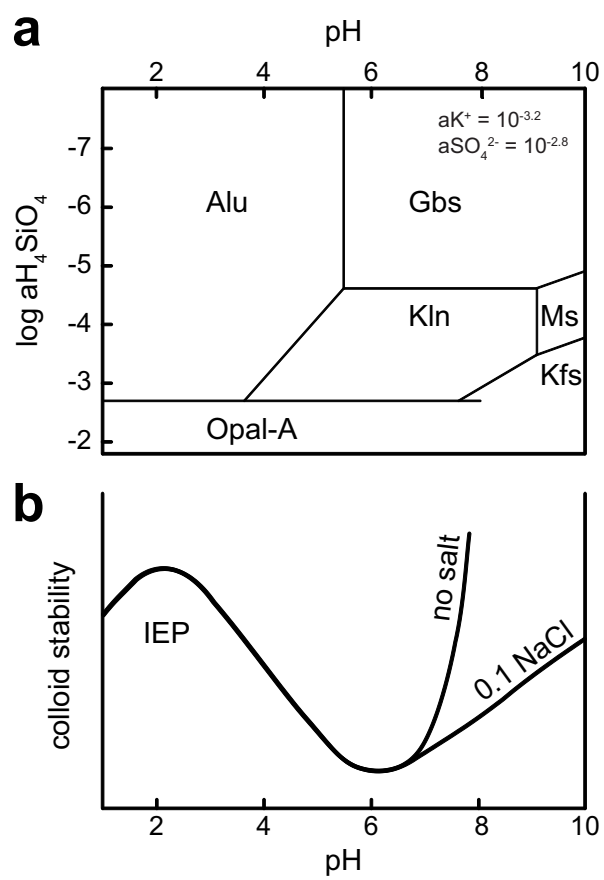 a
pH
2 4 6 8 10
aK⁺ = 10⁻³·²
aSO₄²⁻ = 10⁻²·⁸
-7
-6
-5
-4
-3
-2
log aH₄SiO₄
Alu
Gbs
Kln
Ms
Kfs
Opal-A
b
colloid stability
no salt
IEP
0.1 NaCl
2 4 6 8 10
pH